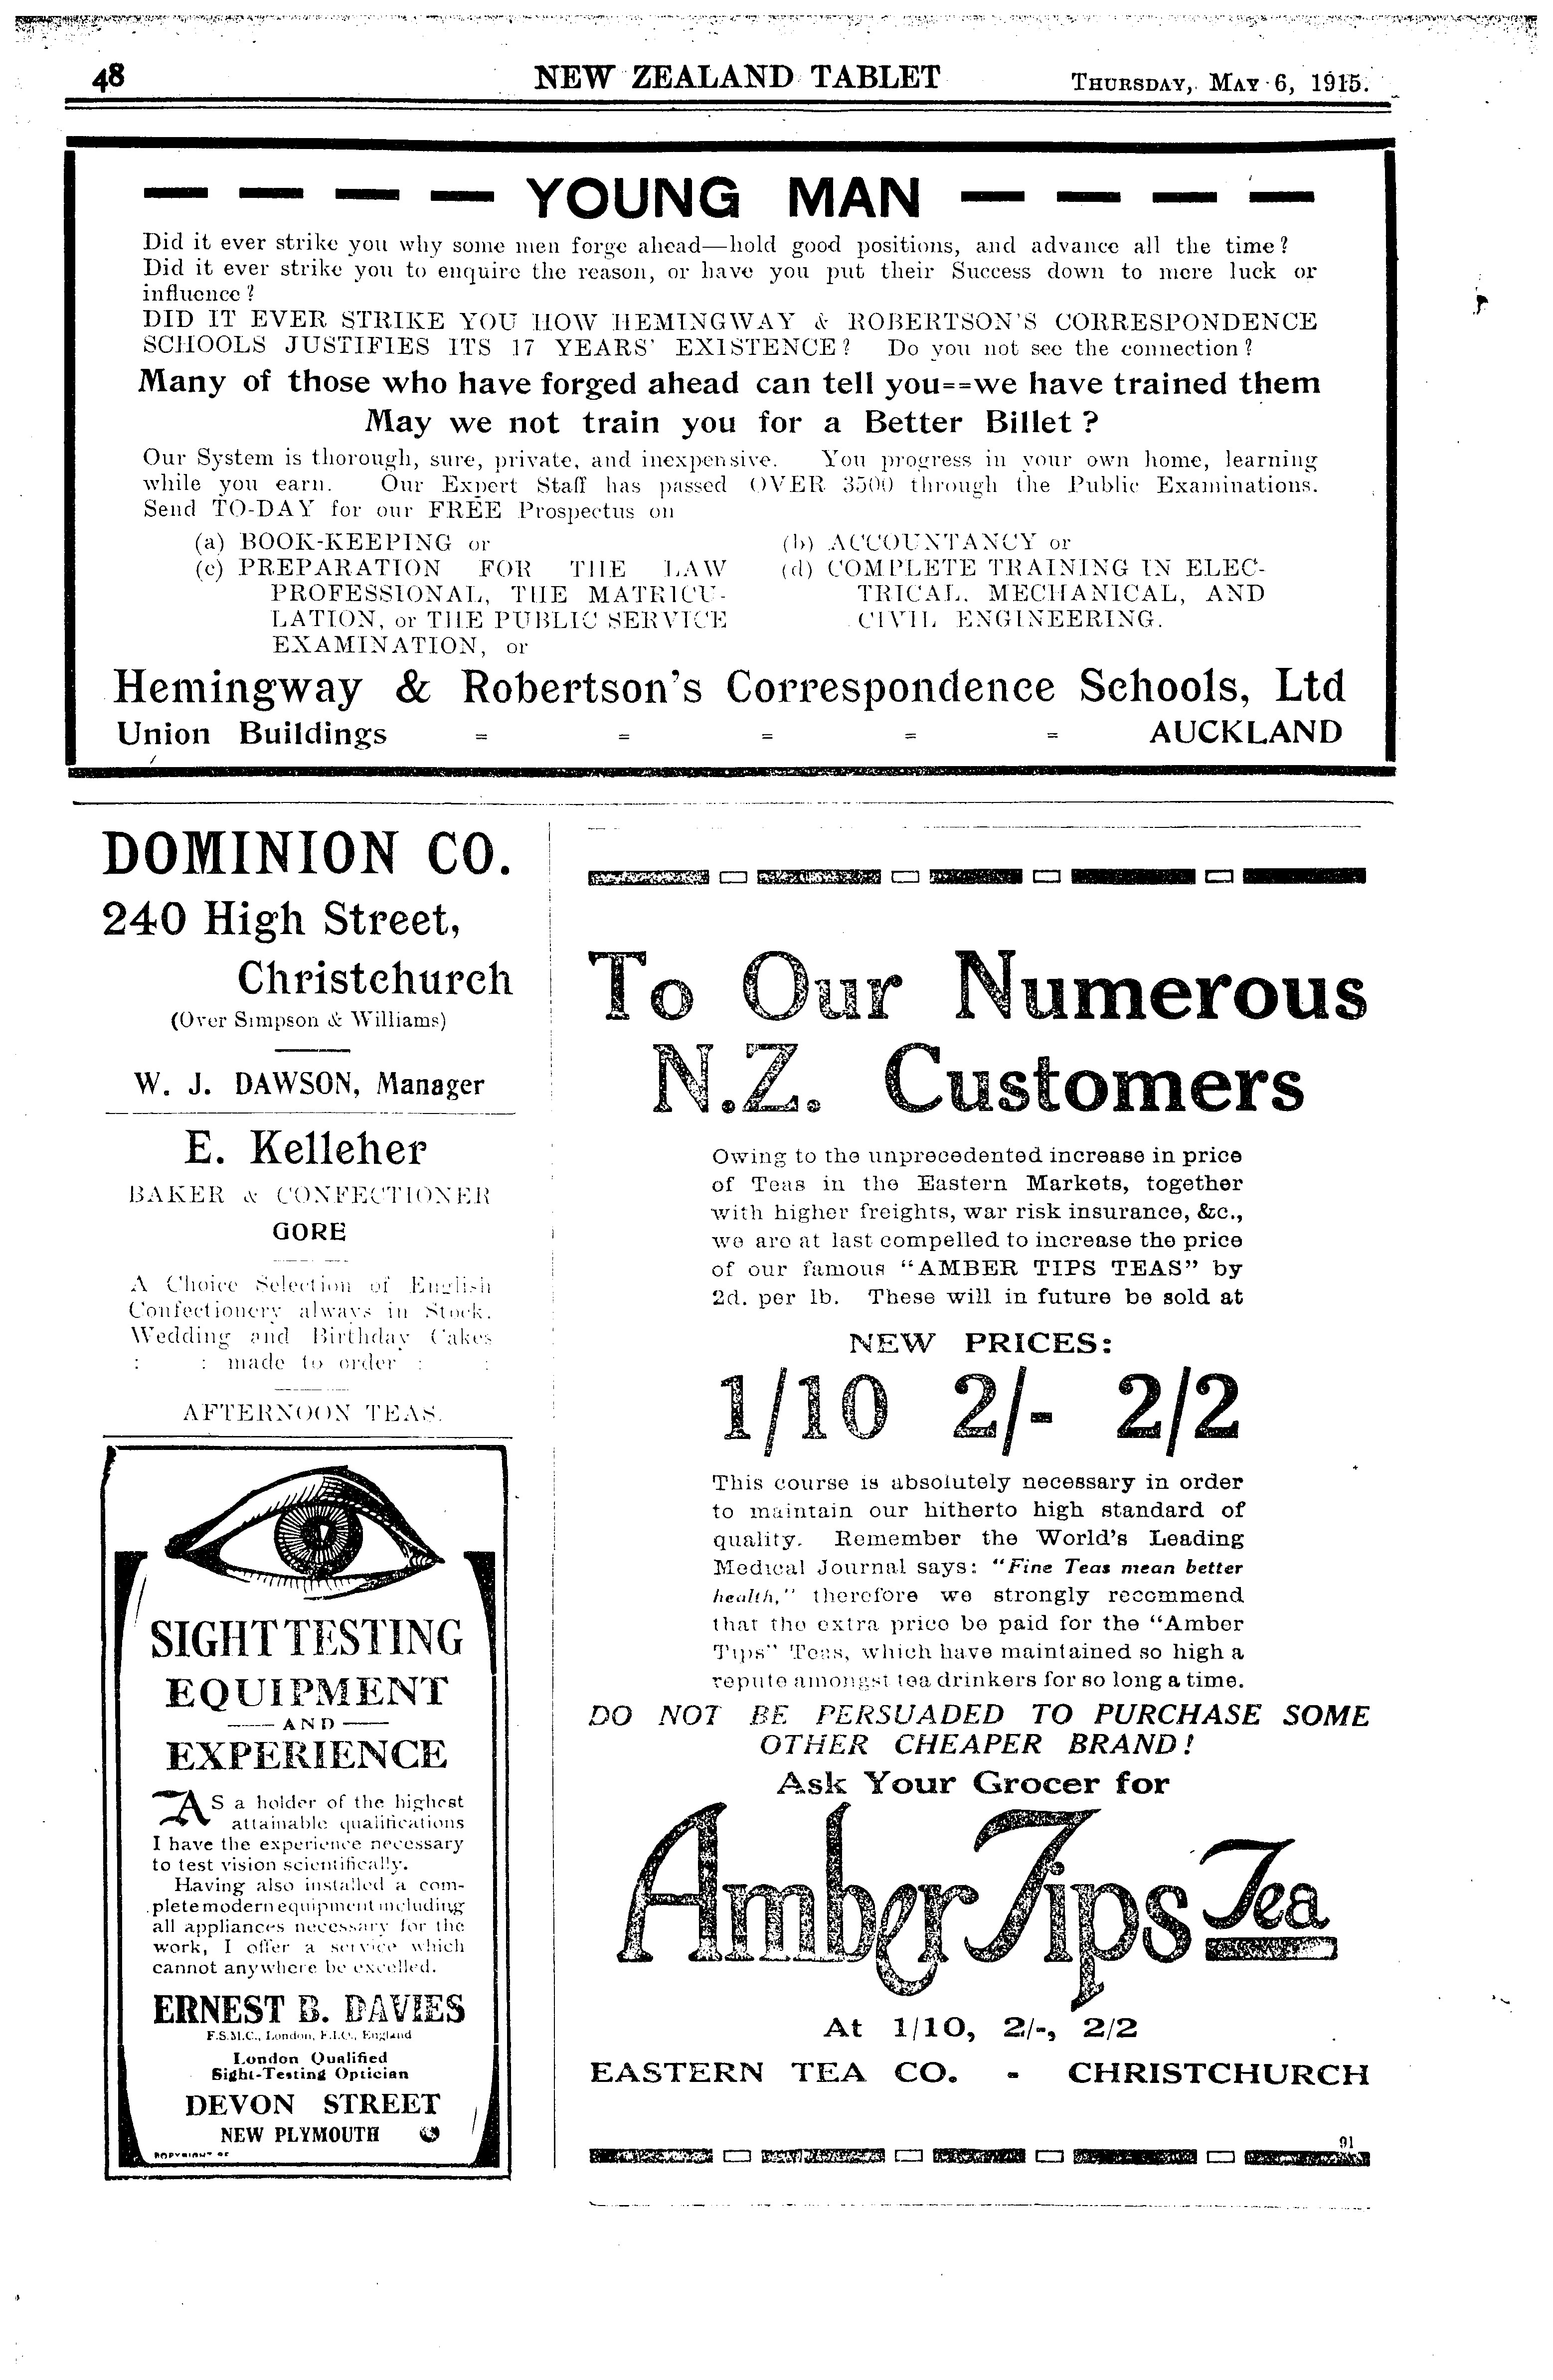 48 NEW ZEALAND TABLET THURSDAY, MAY 6, 1915.
YOUNG MAN
Did it ever strike you why some men forge ahead—hold good positions, and advance all the time?
Did it ever strike you to enquire the reason, or have you put their Success down to mere luck or
influence?
DID IT EVER STRIKE YOU HOW HEMINGWAY & ROBERTSON'S CORRESPONDENCE
SCHOOLS JUSTIFIES ITS 17 YEARS' EXISTENCE? Do you not see the connection?
Many of those who have forged ahead can tell you==we have trained them
May we not train you for a Better Billet?
Our System is thorough, sure, private, and inexpensive. You progress in your own home, learning
while you earn. Our Expert Staff has passed OVER 3500 through the Public Examinations.
Send TO-DAY for our FREE Prospectus on
(a) BOOK-KEEPING or
(c) PREPARATION FOR THE LAW
PROFESSIONAL, THE MATRICU-
LATION, or THE PUBLIC SERVICE
EXAMINATION, or
(b) ACCOUNTANCY or
(d) COMPLETE TRAINING IN ELEC-
TRICAL, MECHANICAL, AND
CIVIL ENGINEERING.
Hemingway & Robertson's Correspondence Schools, Ltd
Union Buildings = = = = = AUCKLAND
DOMINION CO.
240 High Street,
Christchurch
(Over Simpson & Williams)
W. J. DAWSON, Manager
E. Kelleher
BAKER & CONFECTIONER
GORE
A Choice Selection of English
Confectionery always in Stock.
Wedding and Birthday Cakes
: : made to order : :
AFTERNOON TEAS.
SIGHT TESTING
EQUIPMENT
AND
EXPERIENCE
AS a holder of the highest
attainable qualifications
I have the experience necessary
to test vision scientifically.
Having also installed a com-
plete modern equipment including
all appliances necessary for the
work, I offer a service which
cannot anywhere be excelled.
ERNEST B. DAVIES
F.S.M.C., London, F.I.O., England
London Qualified
Sight-Testing Optician
DEVON STREET
NEW PLYMOUTH
COPYRIGHT OF
To Our Numerous
N.Z. Customers
Owing to the unprecedented increase in price
of Teas in the Eastern Markets, together
with higher freights, war risk insurance, &c.,
we are at last compelled to increase the price
of our famous "AMBER TIPS TEAS" by
2d. per lb. These will in future be sold at
NEW PRICES:
1/10 2/- 2/2
This course is absolutely necessary in order
to maintain our hitherto high standard of
quality. Remember the World's Leading
Medical Journal says: "Fine Teas mean better
health," therefore we strongly recommend
that the extra price be paid for the "Amber
Tips" Teas, which have maintained so high a
repute amongst tea drinkers for so long a time.
DO NOT BE PERSUADED TO PURCHASE SOME
OTHER CHEAPER BRAND!
Ask Your Grocer for
Amber Tips Tea
At 1/10, 2/-, 2/2
EASTERN TEA CO. - CHRISTCHURCH
91